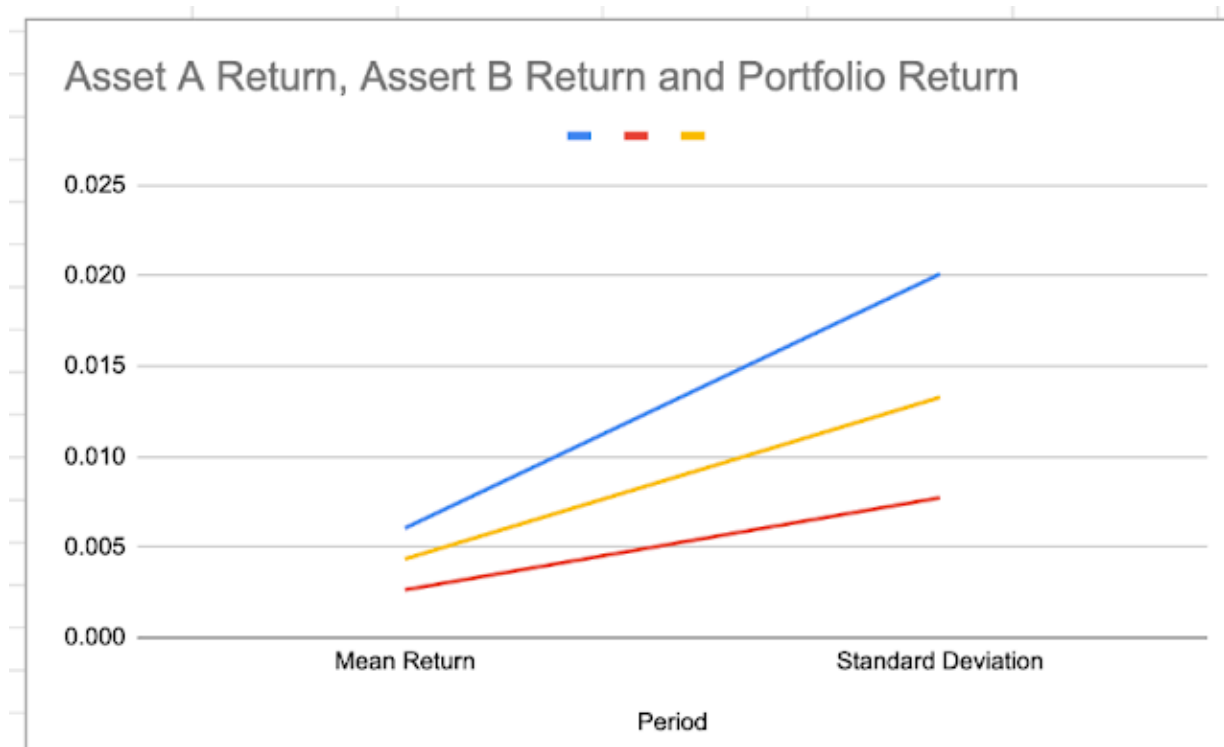 Asset A Return, Assert B Return and Portfolio Return
0.025
0.020
0.015
0.010
0.005
0.000
Mean Return
Standard Deviation
Period